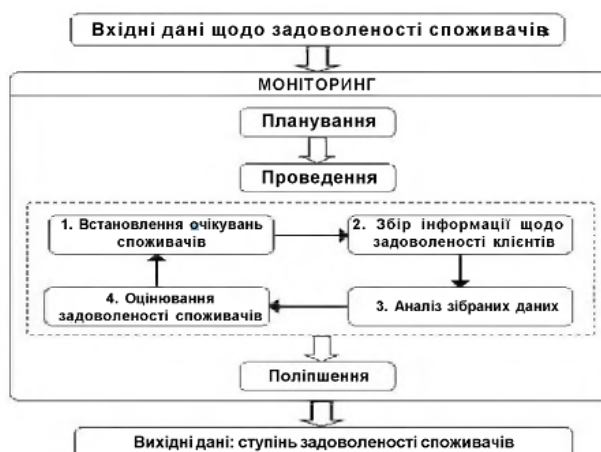 Вхідні дані щодо задоволеності споживачів
МОНІТОРИНГ
Планування
Проведення
1. Встановлення очікувань
споживачів
2. Збір інформації щодо
задоволеності клієнтів
3. Аналіз зібраних даних
4. Оцінювання
задоволеності споживачів
Поліпшення
Вихідні дані: ступінь задоволеності споживачів